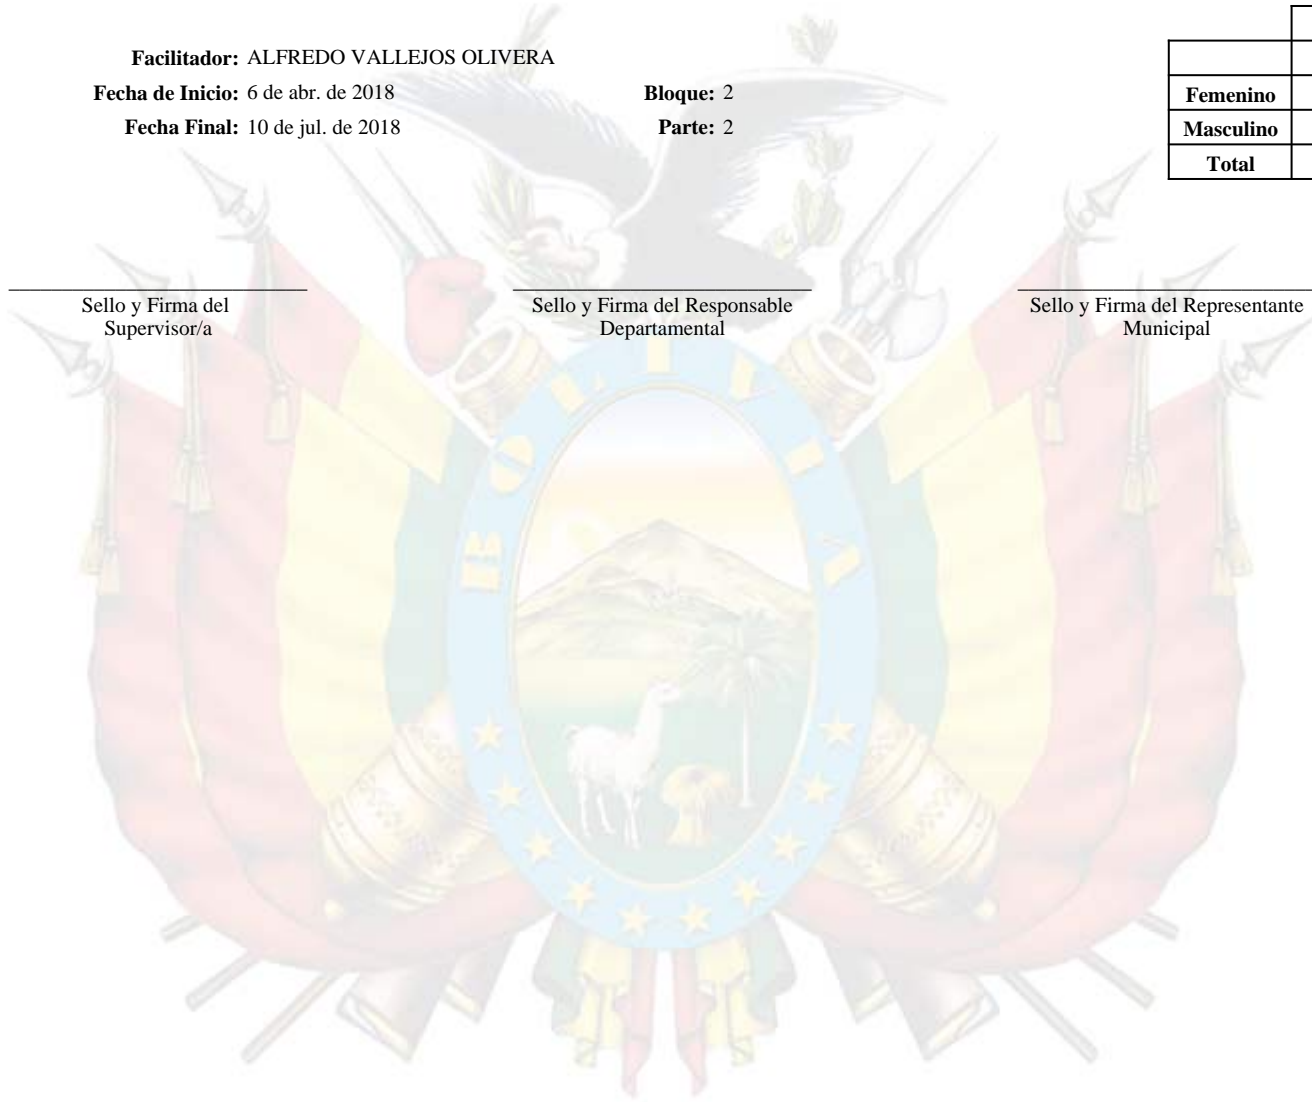 Facilitador: ALFREDO VALLEJOS OLIVERA
Fecha de Inicio: 6 de abr. de 2018 Bloque: 2
Fecha Final: 10 de jul. de 2018 Parte: 2
Femenino
Masculino
Total
Sello y Firma del
Supervisor/a
Sello y Firma del Responsable
Departamental
Sello y Firma del Representante
Municipal
BOLIVIA